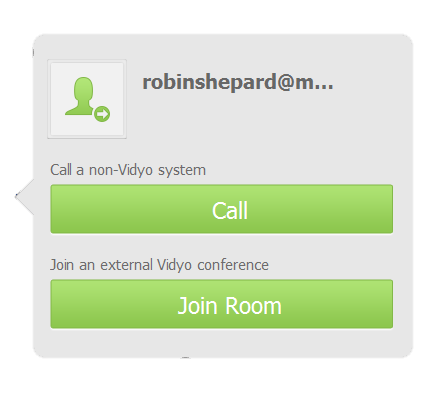 robinshepard@m...
Call a non-Vidyo system
Call
Join an external Vidyo conference
Join Room